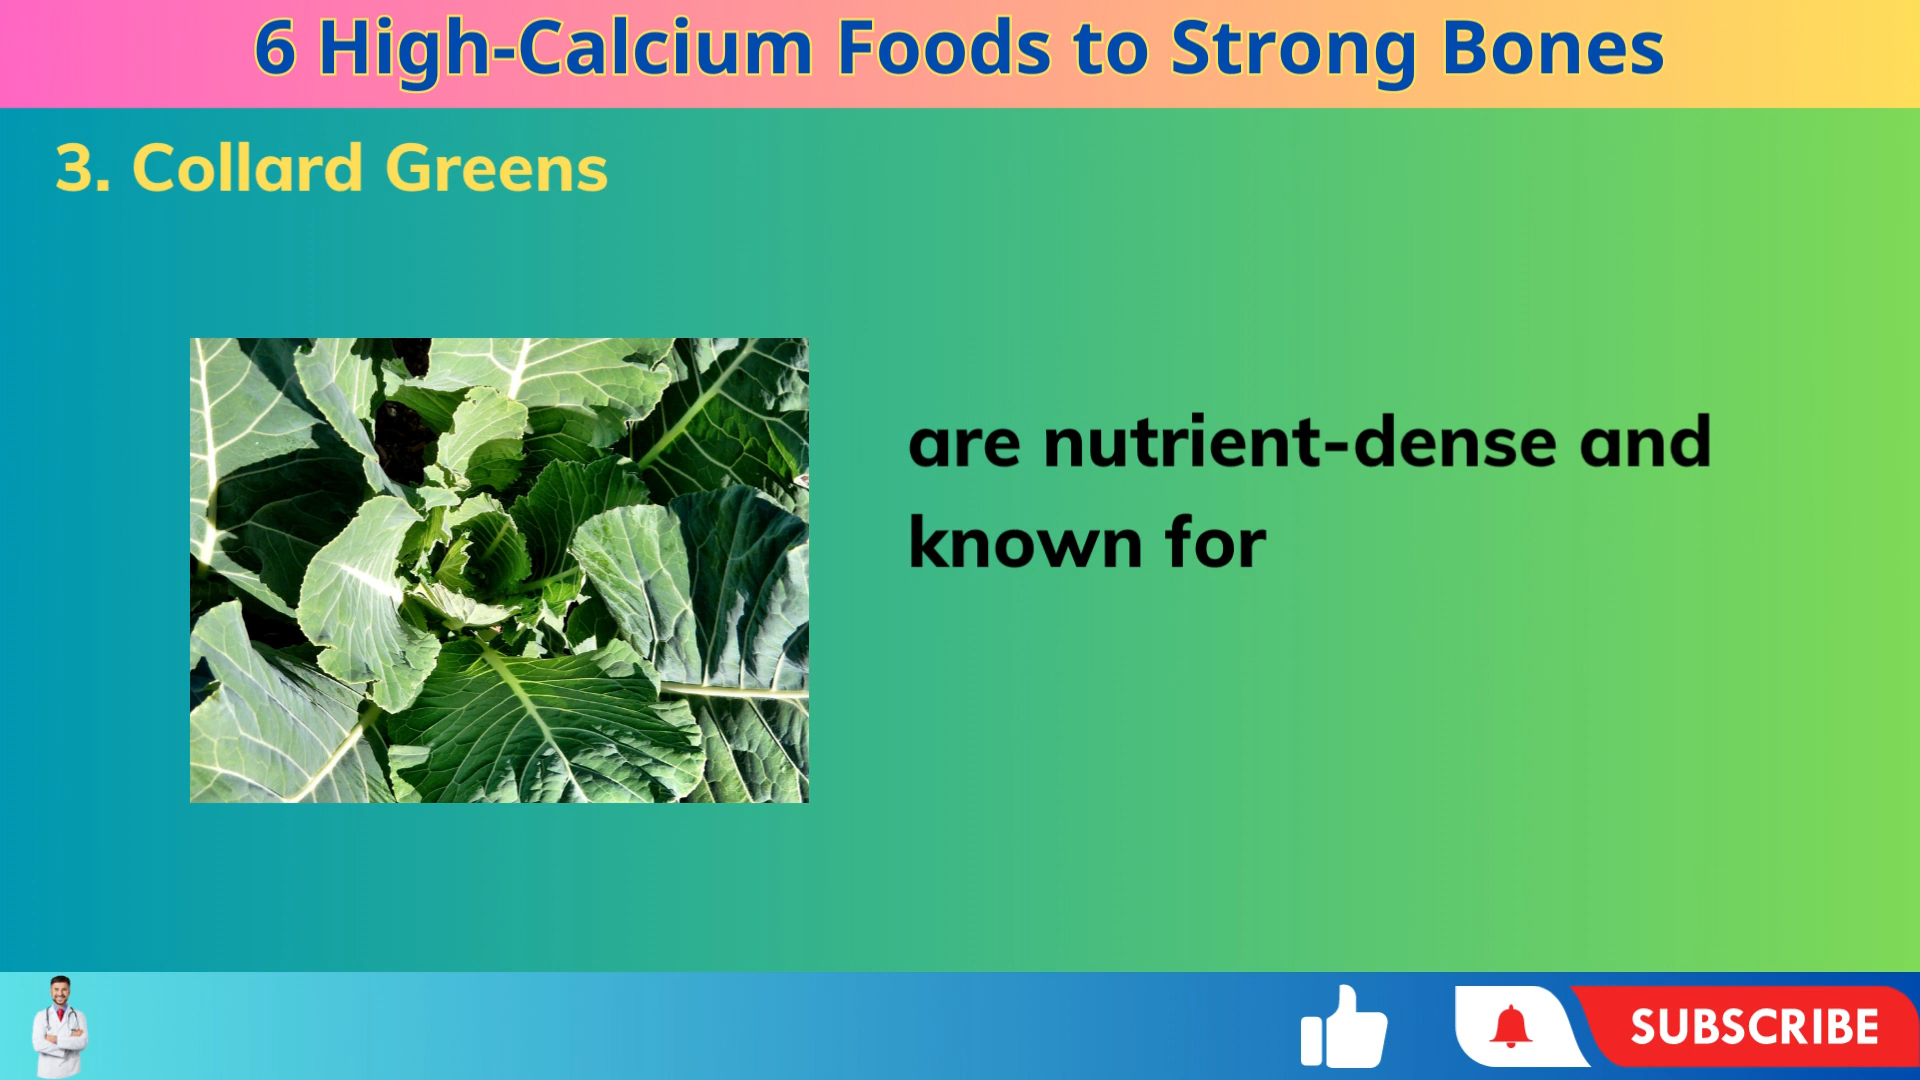 6 High-Calcium Foods to Strong Bones
3. Collard Greens
are nutrient-dense and
known for
SUBSCRIBE